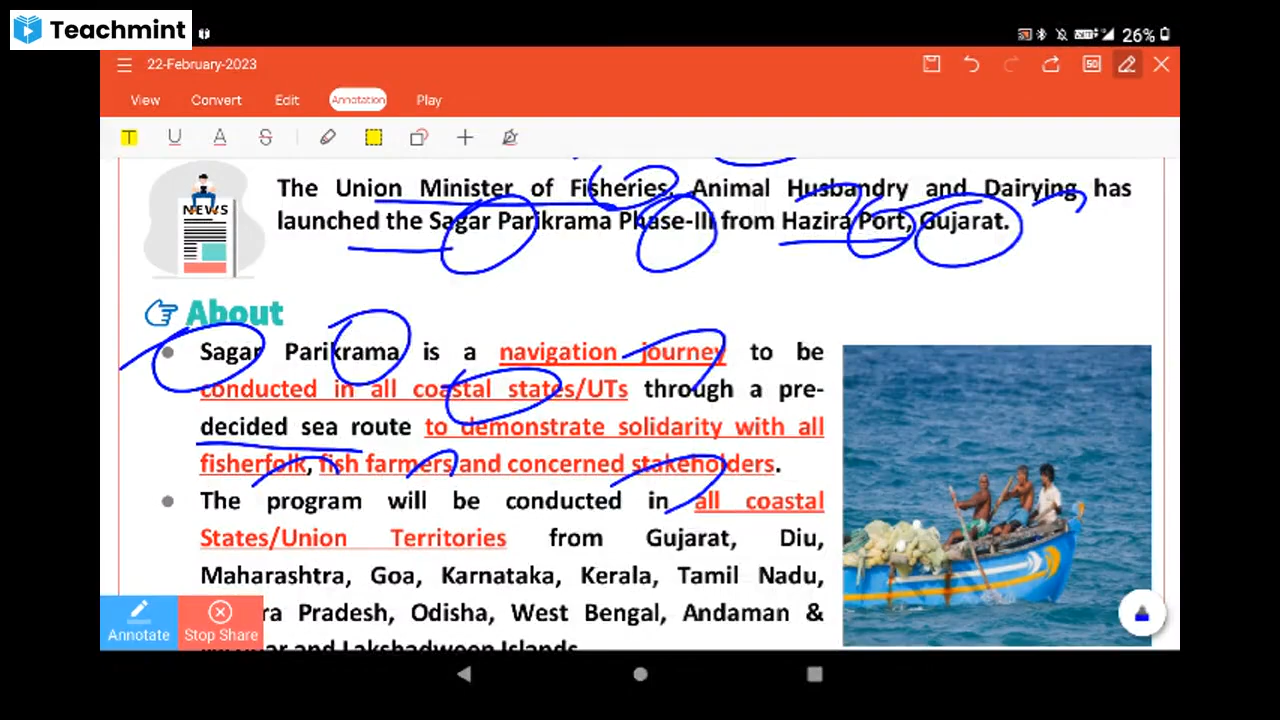 Teachmint
26%
22-February-2023
50
View Convert Edit Annotation Play
T U A S
The Union Minister of Fisheries, Animal Husbandry and Dairying has
NEWS
launched the Sagar Parikrama Phase-III from Hazira Port, Gujarat.
About
Sagar Parikrama is a navigation journey to be
conducted in all coastal states/UTs through a pre-
decided sea route to demonstrate solidarity with all
fisherfolk, fish farmers and concerned stakeholders.
The program will be conducted in all coastal
States/Union Territories from Gujarat, Diu,
Maharashtra, Goa, Karnataka, Kerala, Tamil Nadu,
Pradesh, Odisha, West Bengal, Andaman &
and Lakshadweep Islands.
Annotate Stop Share